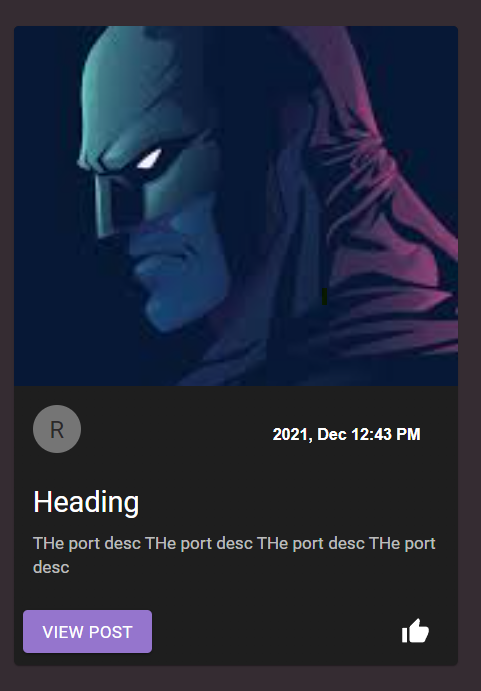 R
2021, Dec 12:43 PM
Heading
THe port desc THe port desc THe port desc THe port
desc
VIEW POST